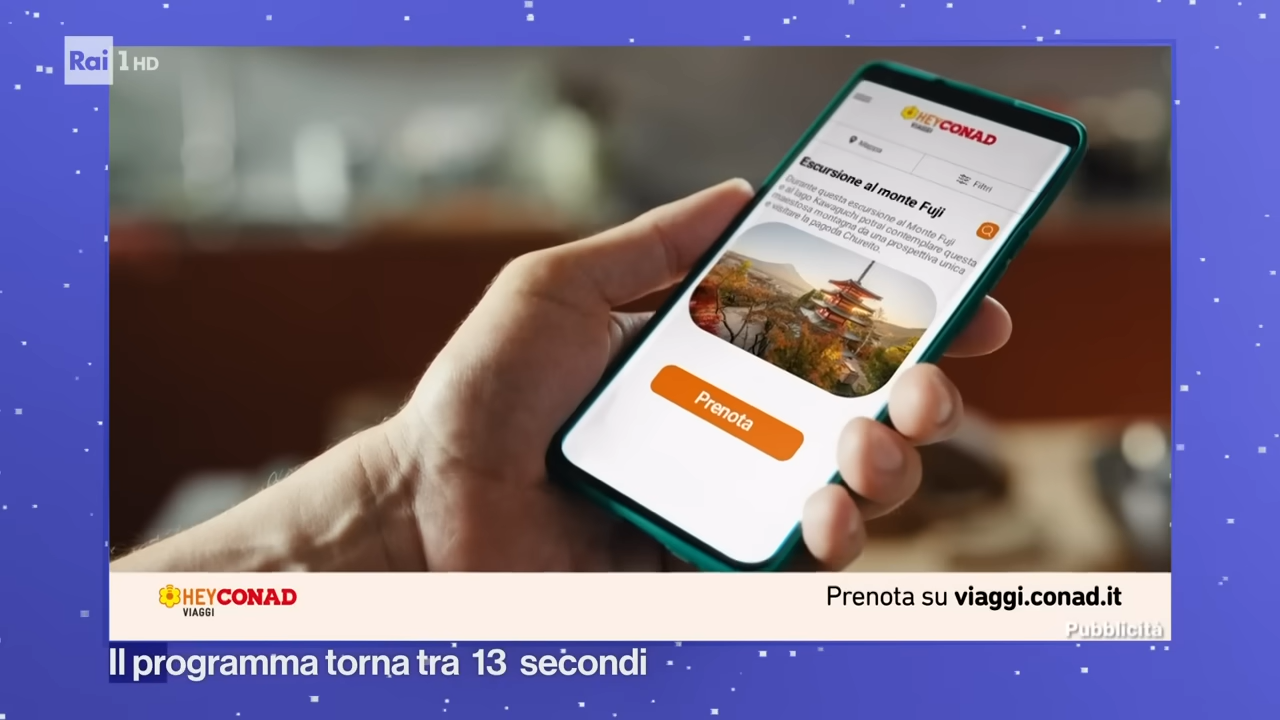 Rai 1 HD
HEYCONAD
VIAGGI
Mappa
Filtri
Escursione al monte Fuji
Durante questa escursione al Monte Fuji
e al lago Kawaguchi potrai contemplare questa
maestosa montagna da una prospettiva unica
e visitare la pagoda Chureito.
Prenota
HEYCONAD
VIAGGI
Prenota su viaggi.conad.it
Pubblicità
Il programma torna tra 13 secondi